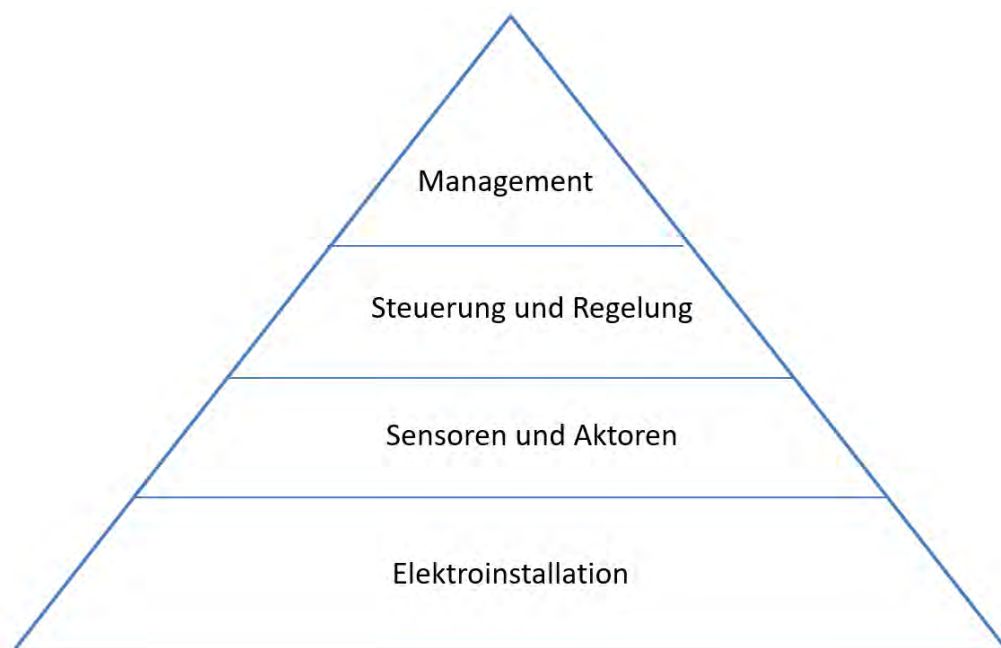 Management
Steuerung und Regelung
Sensoren und Aktoren
Elektroinstallation